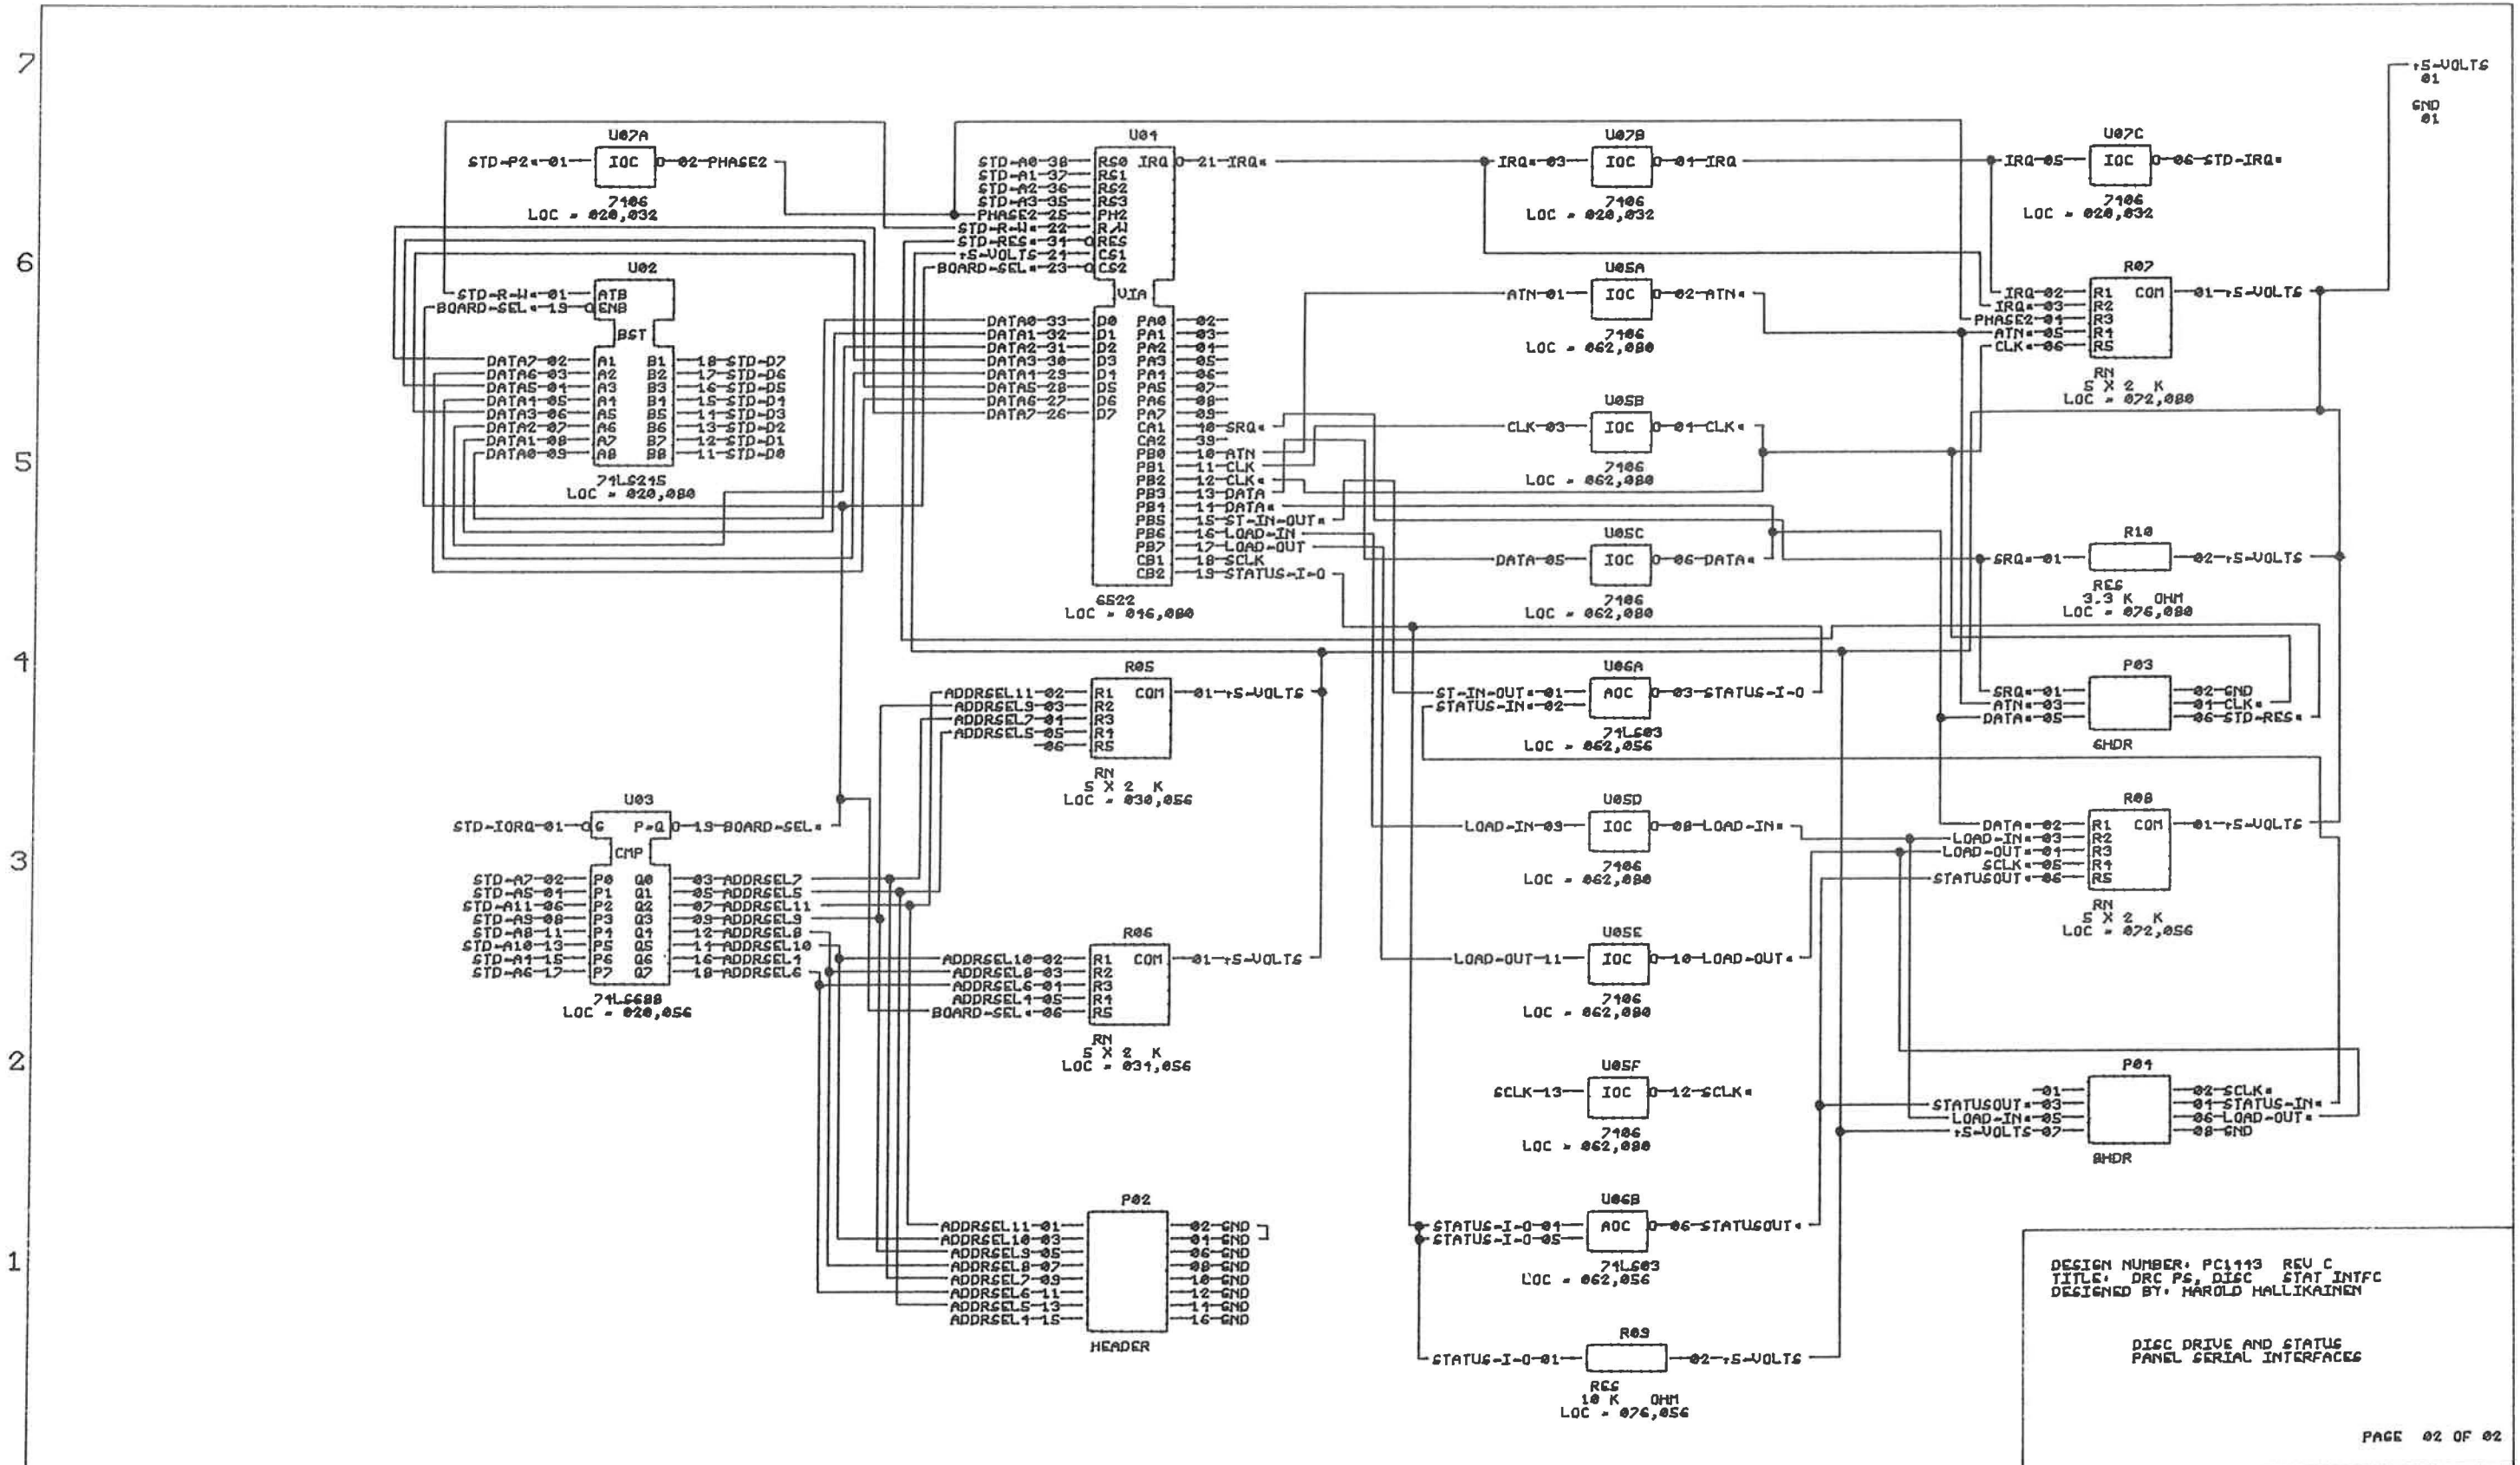 7
6
5
4
3
2
1
+5-VOLTS
01
GND
01
U07A
STD-P2*-01 IOC 02-PHASE2
7406
LOC = 020,032
U02
STD-R-W*-01 ATB
BOARD-SEL*-19 ENB
BST
DATA7-02 A1 B1 18-STD-D7
DATA6-03 A2 B2 17-STD-D6
DATA5-04 A3 B3 16-STD-D5
DATA4-05 A4 B4 15-STD-D4
DATA3-06 A5 B5 14-STD-D3
DATA2-07 A6 B6 13-STD-D2
DATA1-08 A7 B7 12-STD-D1
DATA0-09 A8 B8 11-STD-D0
74LS245
LOC = 020,080
U03
STD-IORQ-01 G P=Q 19-BOARD-SEL*
CMP
STD-A7-02 P0 Q0 03-ADDRSEL7
STD-A5-04 P1 Q1 05-ADDRSEL5
STD-A11-06 P2 Q2 07-ADDRSEL11
STD-A9-08 P3 Q3 09-ADDRSEL9
STD-A8-11 P4 Q4 12-ADDRSEL8
STD-A10-13 P5 Q5 14-ADDRSEL10
STD-A4-15 P6 Q6 16-ADDRSEL4
STD-A6-17 P7 Q7 18-ADDRSEL6
74LS688
LOC = 020,056
U04
STD-A0-38 RS0 IRQ 21-IRQ*
STD-A1-37 RS1
STD-A2-36 RS2
STD-A3-35 RS3
PHASE2-25 PH2
STD-R-W*-22 R/W
STD-RES*-34 RES
+5-VOLTS-24 CS1
BOARD-SEL*-23 CS2
VIA
DATA0-33 D0 PA0 02
DATA1-32 D1 PA1 03
DATA2-31 D2 PA2 04
DATA3-30 D3 PA3 05
DATA4-29 D4 PA4 06
DATA5-28 D5 PA5 07
DATA6-27 D6 PA6 08
DATA7-26 D7 PA7 09
CA1 40-SRQ*
CA2 39
PB0 10-ATN
PB1 11-CLK
PB2 12-CLK*
PB3 13-DATA
PB4 14-DATA*
PB5 15-ST-IN-OUT*
PB6 16-LOAD-IN
PB7 17-LOAD-OUT
CB1 18-SCLK
CB2 19-STATUS-I-O
6522
LOC = 046,080
R05
ADDRSEL11-02 R1 COM 01-+5-VOLTS
ADDRSEL9-03 R2
ADDRSEL7-04 R3
ADDRSEL5-05 R4
06 R5
RN
5 X 2 K
LOC = 030,056
R06
ADDRSEL10-02 R1 COM 01-+5-VOLTS
ADDRSEL8-03 R2
ADDRSEL6-04 R3
ADDRSEL4-05 R4
BOARD-SEL*-06 R5
RN
5 X 2 K
LOC = 034,056
P02
ADDRSEL11-01 02-GND
ADDRSEL10-03 04-GND
ADDRSEL9-05 06-GND
ADDRSEL8-07 08-GND
ADDRSEL7-09 10-GND
ADDRSEL6-11 12-GND
ADDRSEL5-13 14-GND
ADDRSEL4-15 16-GND
HEADER
U07B
IRQ*-03 IOC 04-IRQ
7406
LOC = 020,032
U05A
ATN-01 IOC 02-ATN*
7406
LOC = 062,080
U05B
CLK-03 IOC 04-CLK*
7406
LOC = 062,080
U05C
DATA-05 IOC 06-DATA*
7406
LOC = 062,080
U06A
ST-IN-OUT*-01 AOC 03-STATUS-I-O
STATUS-IN*-02
74LS03
LOC = 062,056
U05D
LOAD-IN-09 IOC 08-LOAD-IN*
7406
LOC = 062,080
U05E
LOAD-OUT-11 IOC 10-LOAD-OUT*
7406
LOC = 062,080
U05F
SCLK-13 IOC 12-SCLK*
7406
LOC = 062,080
U06B
STATUS-I-O-04 AOC 06-STATUSOUT*
STATUS-I-O-05
74LS03
LOC = 062,056
R09
STATUS-I-O-01 02-+5-VOLTS
RES
10 K OHM
LOC = 076,056
U07C
IRQ-05 IOC 06-STD-IRQ*
7406
LOC = 020,032
R07
IRQ-02 R1 COM 01-+5-VOLTS
IRQ*-03 R2
PHASE2-04 R3
ATN*-05 R4
CLK*-06 R5
RN
5 X 2 K
LOC = 072,080
R10
SRQ*-01 02-+5-VOLTS
RES
3.3 K OHM
LOC = 076,080
P03
SRQ*-01 02-GND
ATN*-03 04-CLK*
DATA*-05 06-STD-RES*
6HDR
R08
DATA*-02 R1 COM 01-+5-VOLTS
LOAD-IN*-03 R2
LOAD-OUT*-04 R3
SCLK*-05 R4
STATUSOUT*-06 R5
RN
5 X 2 K
LOC = 072,056
P04
01 02-SCLK*
STATUSOUT*-03 04-STATUS-IN*
LOAD-IN*-05 06-LOAD-OUT*
+5-VOLTS-07 08-GND
8HDR
DESIGN NUMBER: PC1443 REV C
TITLE: DRC PS, DISC STAT INTFC
DESIGNED BY: HAROLD HALLIKAINEN
DISC DRIVE AND STATUS
PANEL SERIAL INTERFACES
PAGE 02 OF 02